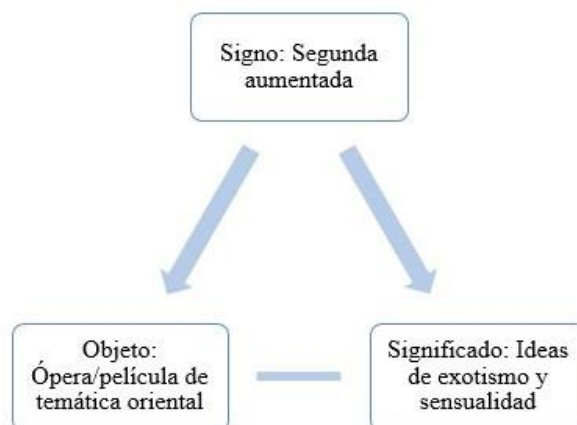 Signo: Segunda
aumentada
Objeto:
Ópera/película de
temática oriental
Significado: Ideas
de exotismo y
sensualidad